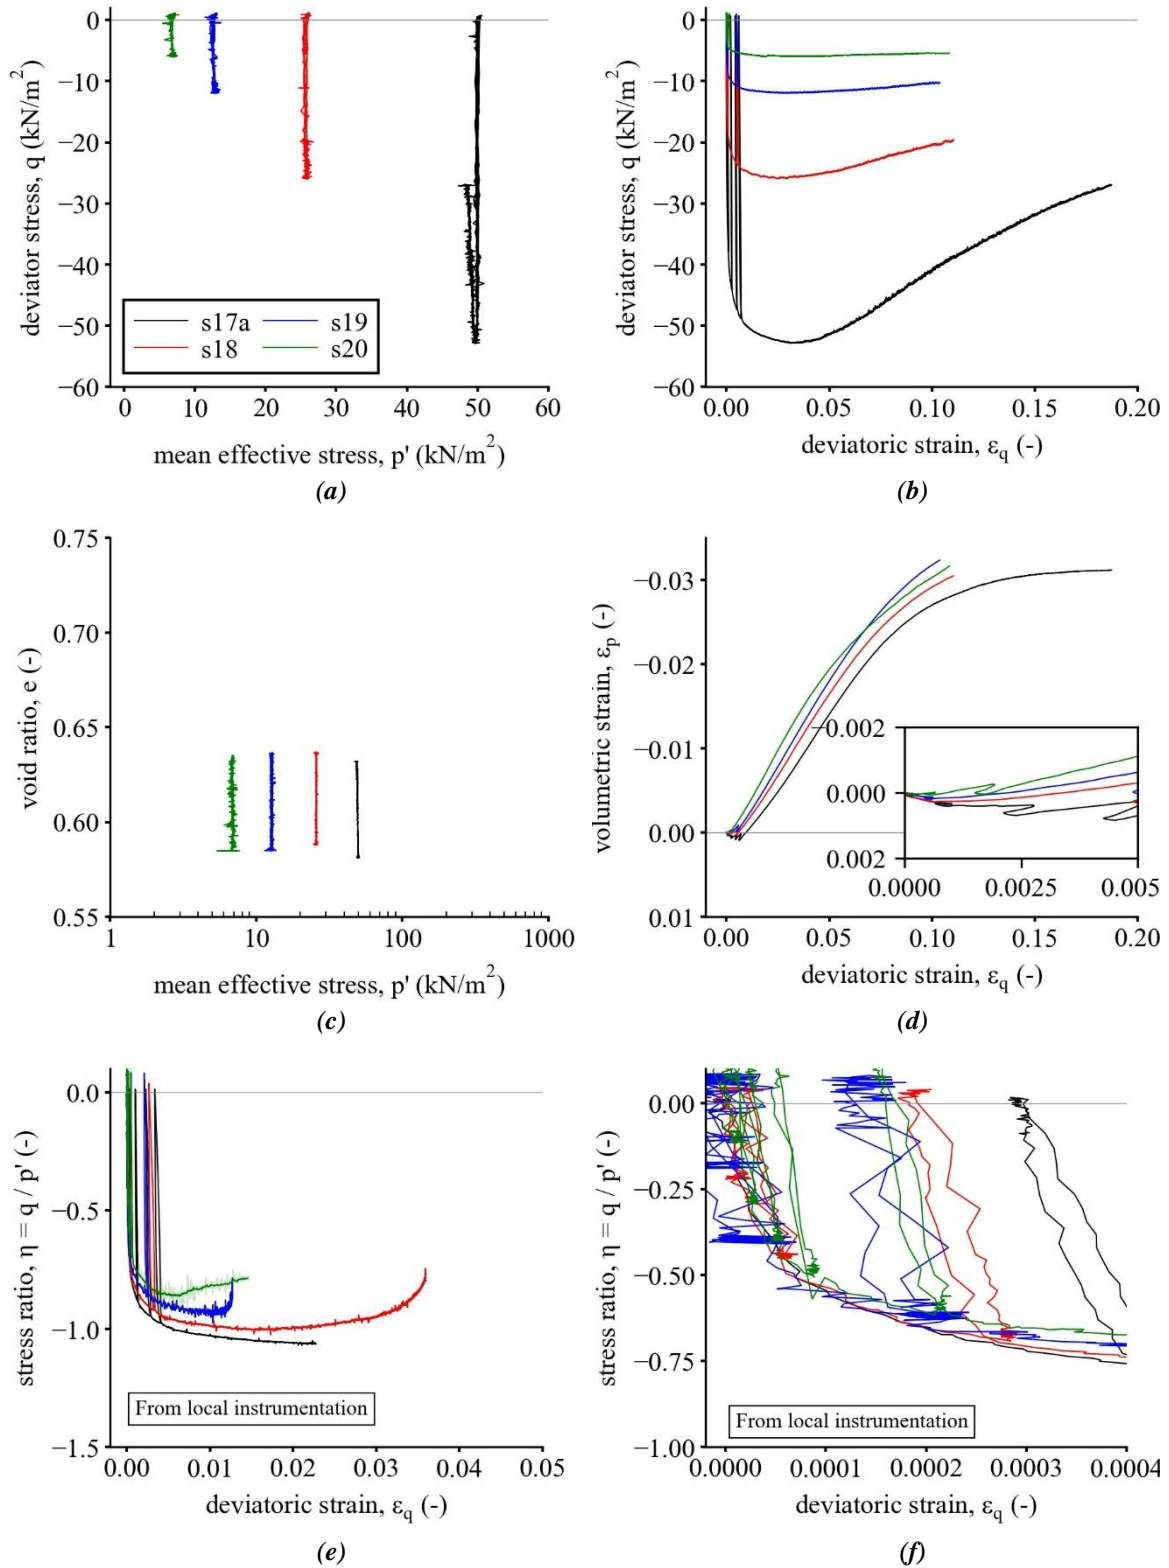 0
−10
−20
−30
−40
−50
−60
deviator stress, q (kN/m²)
s17a
s19
s18
s20
0 10 20 30 40 50 60
mean effective stress, p' (kN/m²)
(a)
0
−10
−20
−30
−40
−50
−60
deviator stress, q (kN/m²)
0.00 0.05 0.10 0.15 0.20
deviatoric strain, εq (-)
(b)
0.75
0.70
0.65
0.60
0.55
void ratio, e (-)
1 10 100 1000
mean effective stress, p' (kN/m²)
(c)
−0.03
−0.02
−0.01
0.00
0.01
volumetric strain, εp (-)
−0.002
0.000
0.002
0.0000 0.0025 0.005
0.00 0.05 0.10 0.15 0.20
deviatoric strain, εq (-)
(d)
0.0
−0.5
−1.0
−1.5
stress ratio, η = q / p' (-)
From local instrumentation
0.00 0.01 0.02 0.03 0.04 0.05
deviatoric strain, εq (-)
(e)
0.00
−0.25
−0.50
−0.75
−1.00
stress ratio, η = q / p' (-)
From local instrumentation
0.0000 0.0001 0.0002 0.0003 0.0004
deviatoric strain, εq (-)
(f)